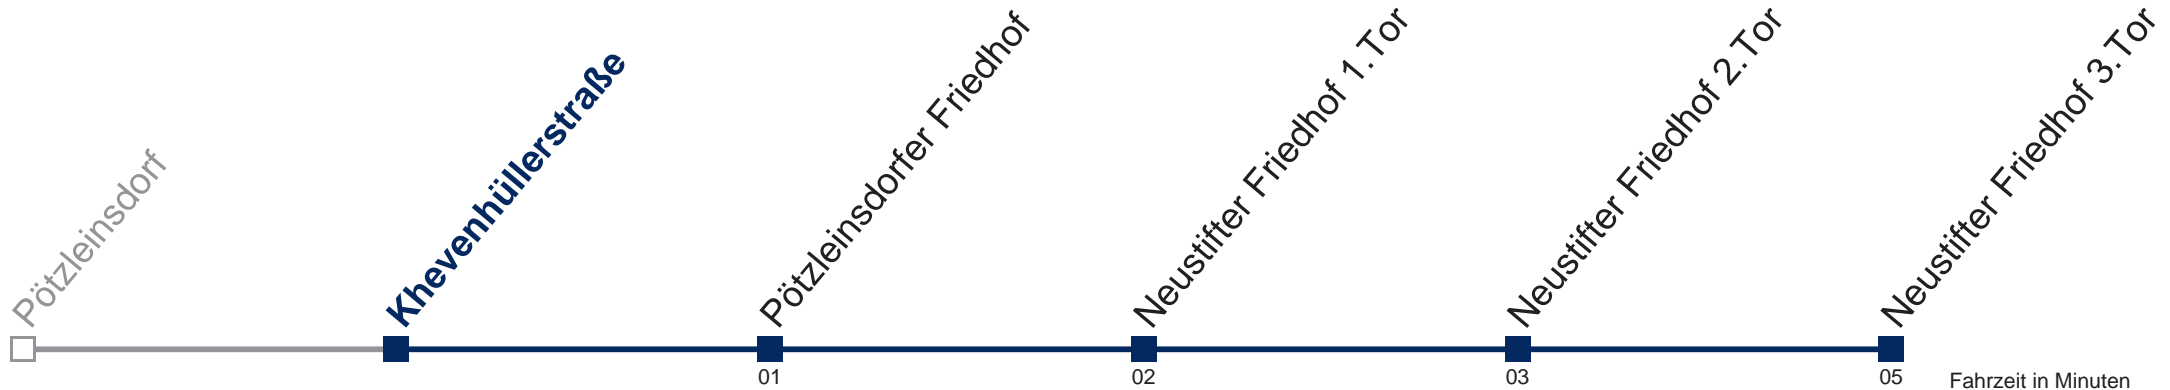 Pötzleinsdorf
Khevenhüllerstraße
Pötzleinsdorfer Friedhof
Neustifter Friedhof 1.Tor
Neustifter Friedhof 2.Tor
Neustifter Friedhof 3.Tor
01
02
03
05
Fahrzeit in Minuten